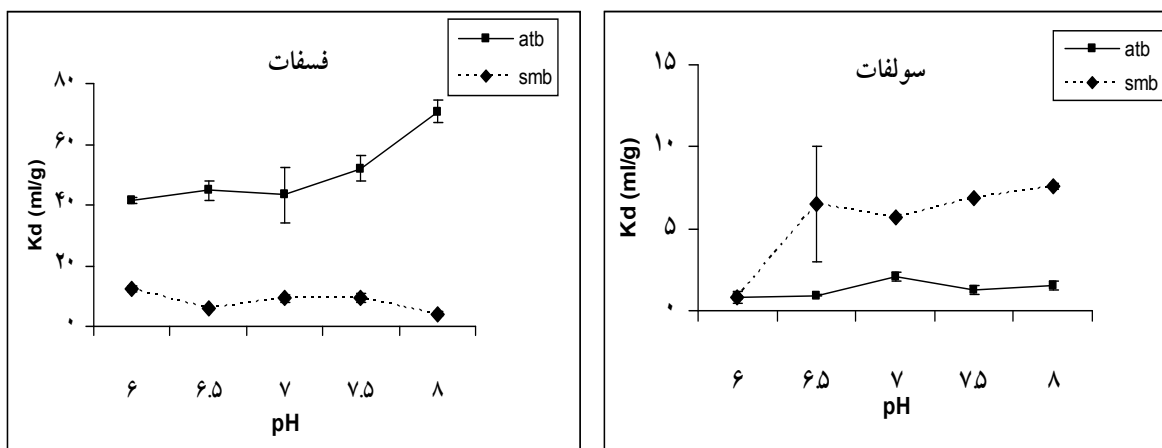 فسفات
atb
smb
Kd (ml/g)
۸۰
۶۰
۴۰
۲۰
۰
۶ ۶.۵ ۷ ۷.۵ ۸
pH
سولفات
atb
smb
Kd (ml/g)
۱۵
۱۰
۵
۰
۶ ۶.۵ ۷ ۷.۵ ۸
pH